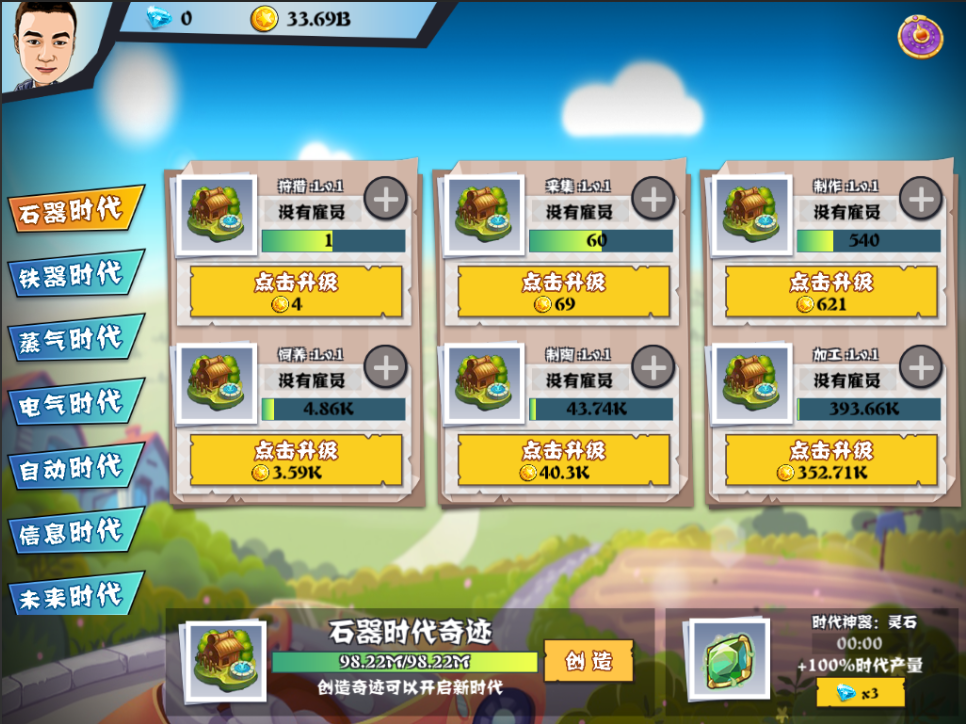 0
33.69B
石器时代
铁器时代
蒸气时代
电气时代
自动时代
信息时代
未来时代
狩猎:Lv.1
没有雇员
1
点击升级
4
采集:Lv.1
没有雇员
60
点击升级
69
制作:Lv.1
没有雇员
540
点击升级
621
饲养:Lv.1
没有雇员
4.86K
点击升级
3.59K
制陶:Lv.1
没有雇员
43.74K
点击升级
40.3K
加工:Lv.1
没有雇员
393.66K
点击升级
352.71K
石器时代奇迹
98.22M/98.22M
创造奇迹可以开启新时代
创造
时代神器：灵石
00:00
+100%时代产量
x3